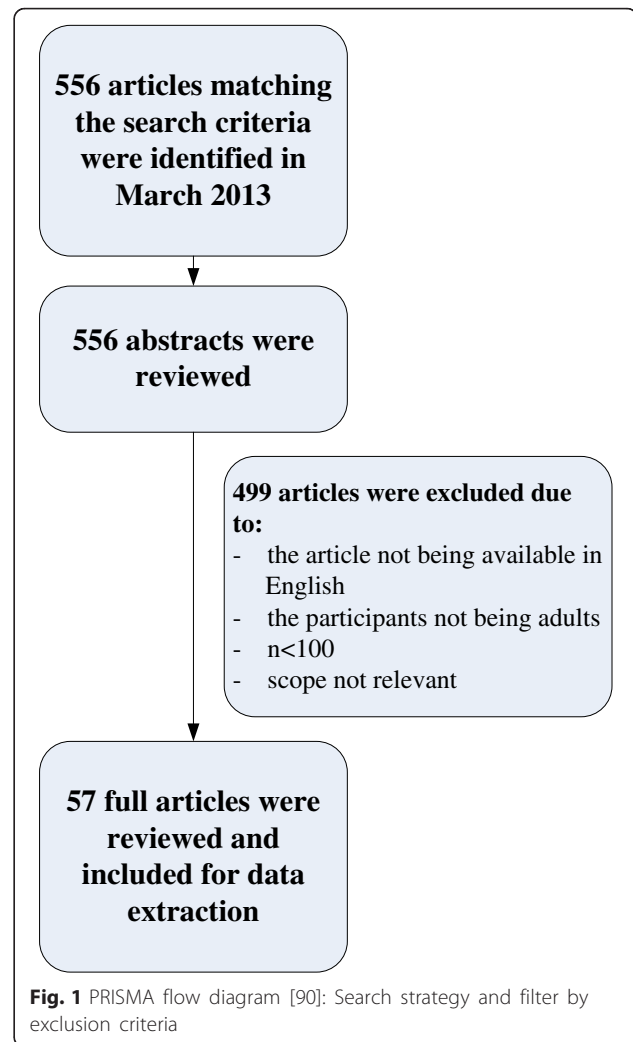 556 articles matching
the search criteria
were identified in
March 2013
556 abstracts were
reviewed
499 articles were excluded due
to:
- the article not being available in
English
- the participants not being adults
- n<100
- scope not relevant
57 full articles were
reviewed and
included for data
extraction
Fig. 1 PRISMA flow diagram [90]: Search strategy and filter by
exclusion criteria